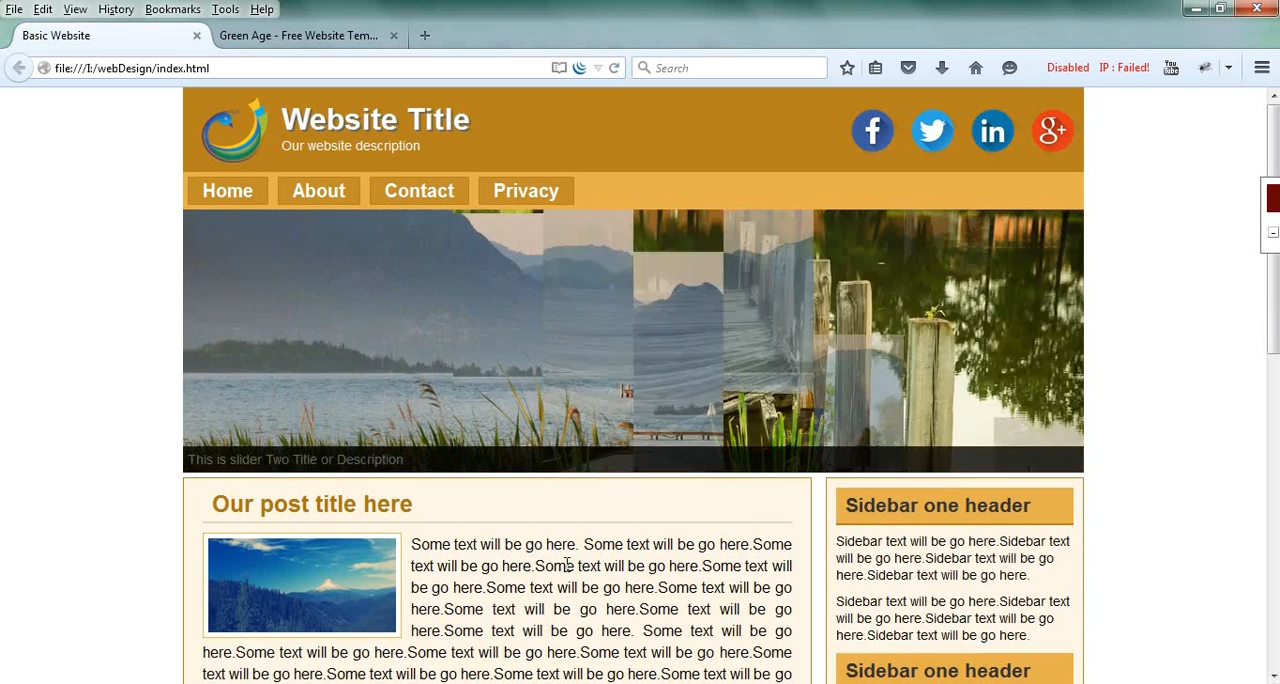 File Edit View History Bookmarks Tools Help
Basic Website
Green Age - Free Website Tem...
file:///I:/webDesign/index.html
Search
Disabled IP : Failed!
You Tube
Website Title
Our website description
f in g+
Home About Contact Privacy
This is slider Two Title or Description
Our post title here
Some text will be go here. Some text will be go here.Some
text will be go here.Some text will be go here.Some text will
be go here.Some text will be go here.Some text will be go
here.Some text will be go here.Some text will be go
here.Some text will be go here. Some text will be go
here.Some text will be go here.Some text will be go here.Some
text will be go here.Some text will be go here.Some text will be go
Sidebar one header
Sidebar text will be go here.Sidebar
text will be go here.Sidebar text will be go
here.Sidebar text will be go here.
Sidebar text will be go here.Sidebar
text will be go here.Sidebar text will be go
here.Sidebar text will be go here.
Sidebar one header